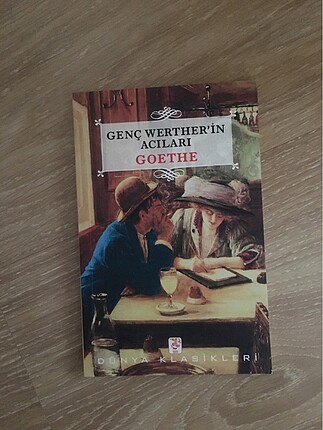 GENÇ WERTHER'İN
ACILARI
GOETHE
DÜNYA KLASİKLERİ